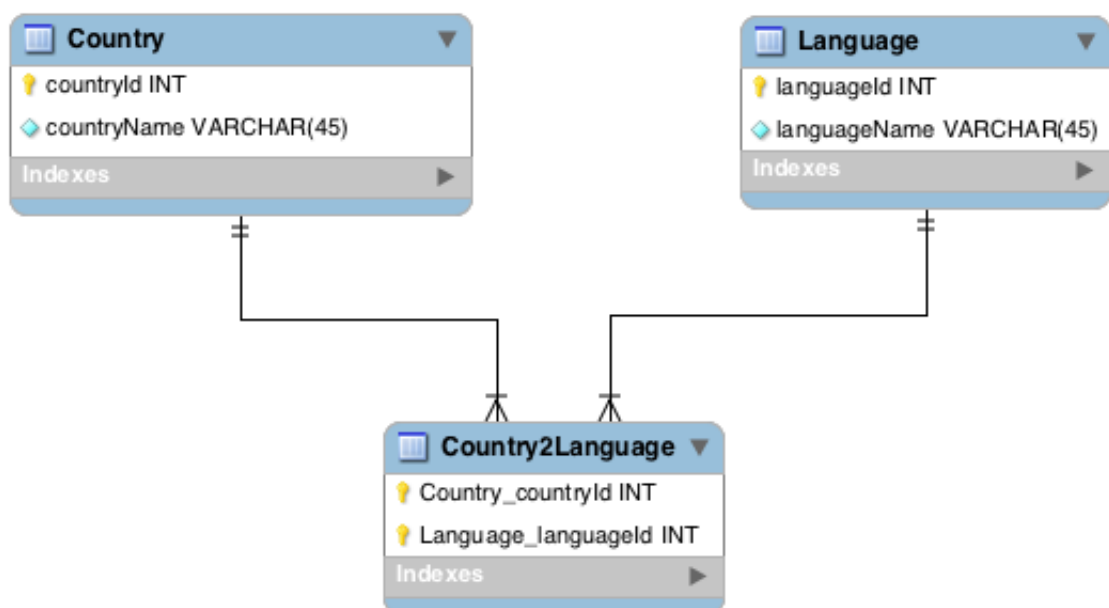 Country
countryId INT
countryName VARCHAR(45)
Indexes
Language
languageId INT
languageName VARCHAR(45)
Indexes
Country2Language
Country_countryId INT
Language_languageId INT
Indexes